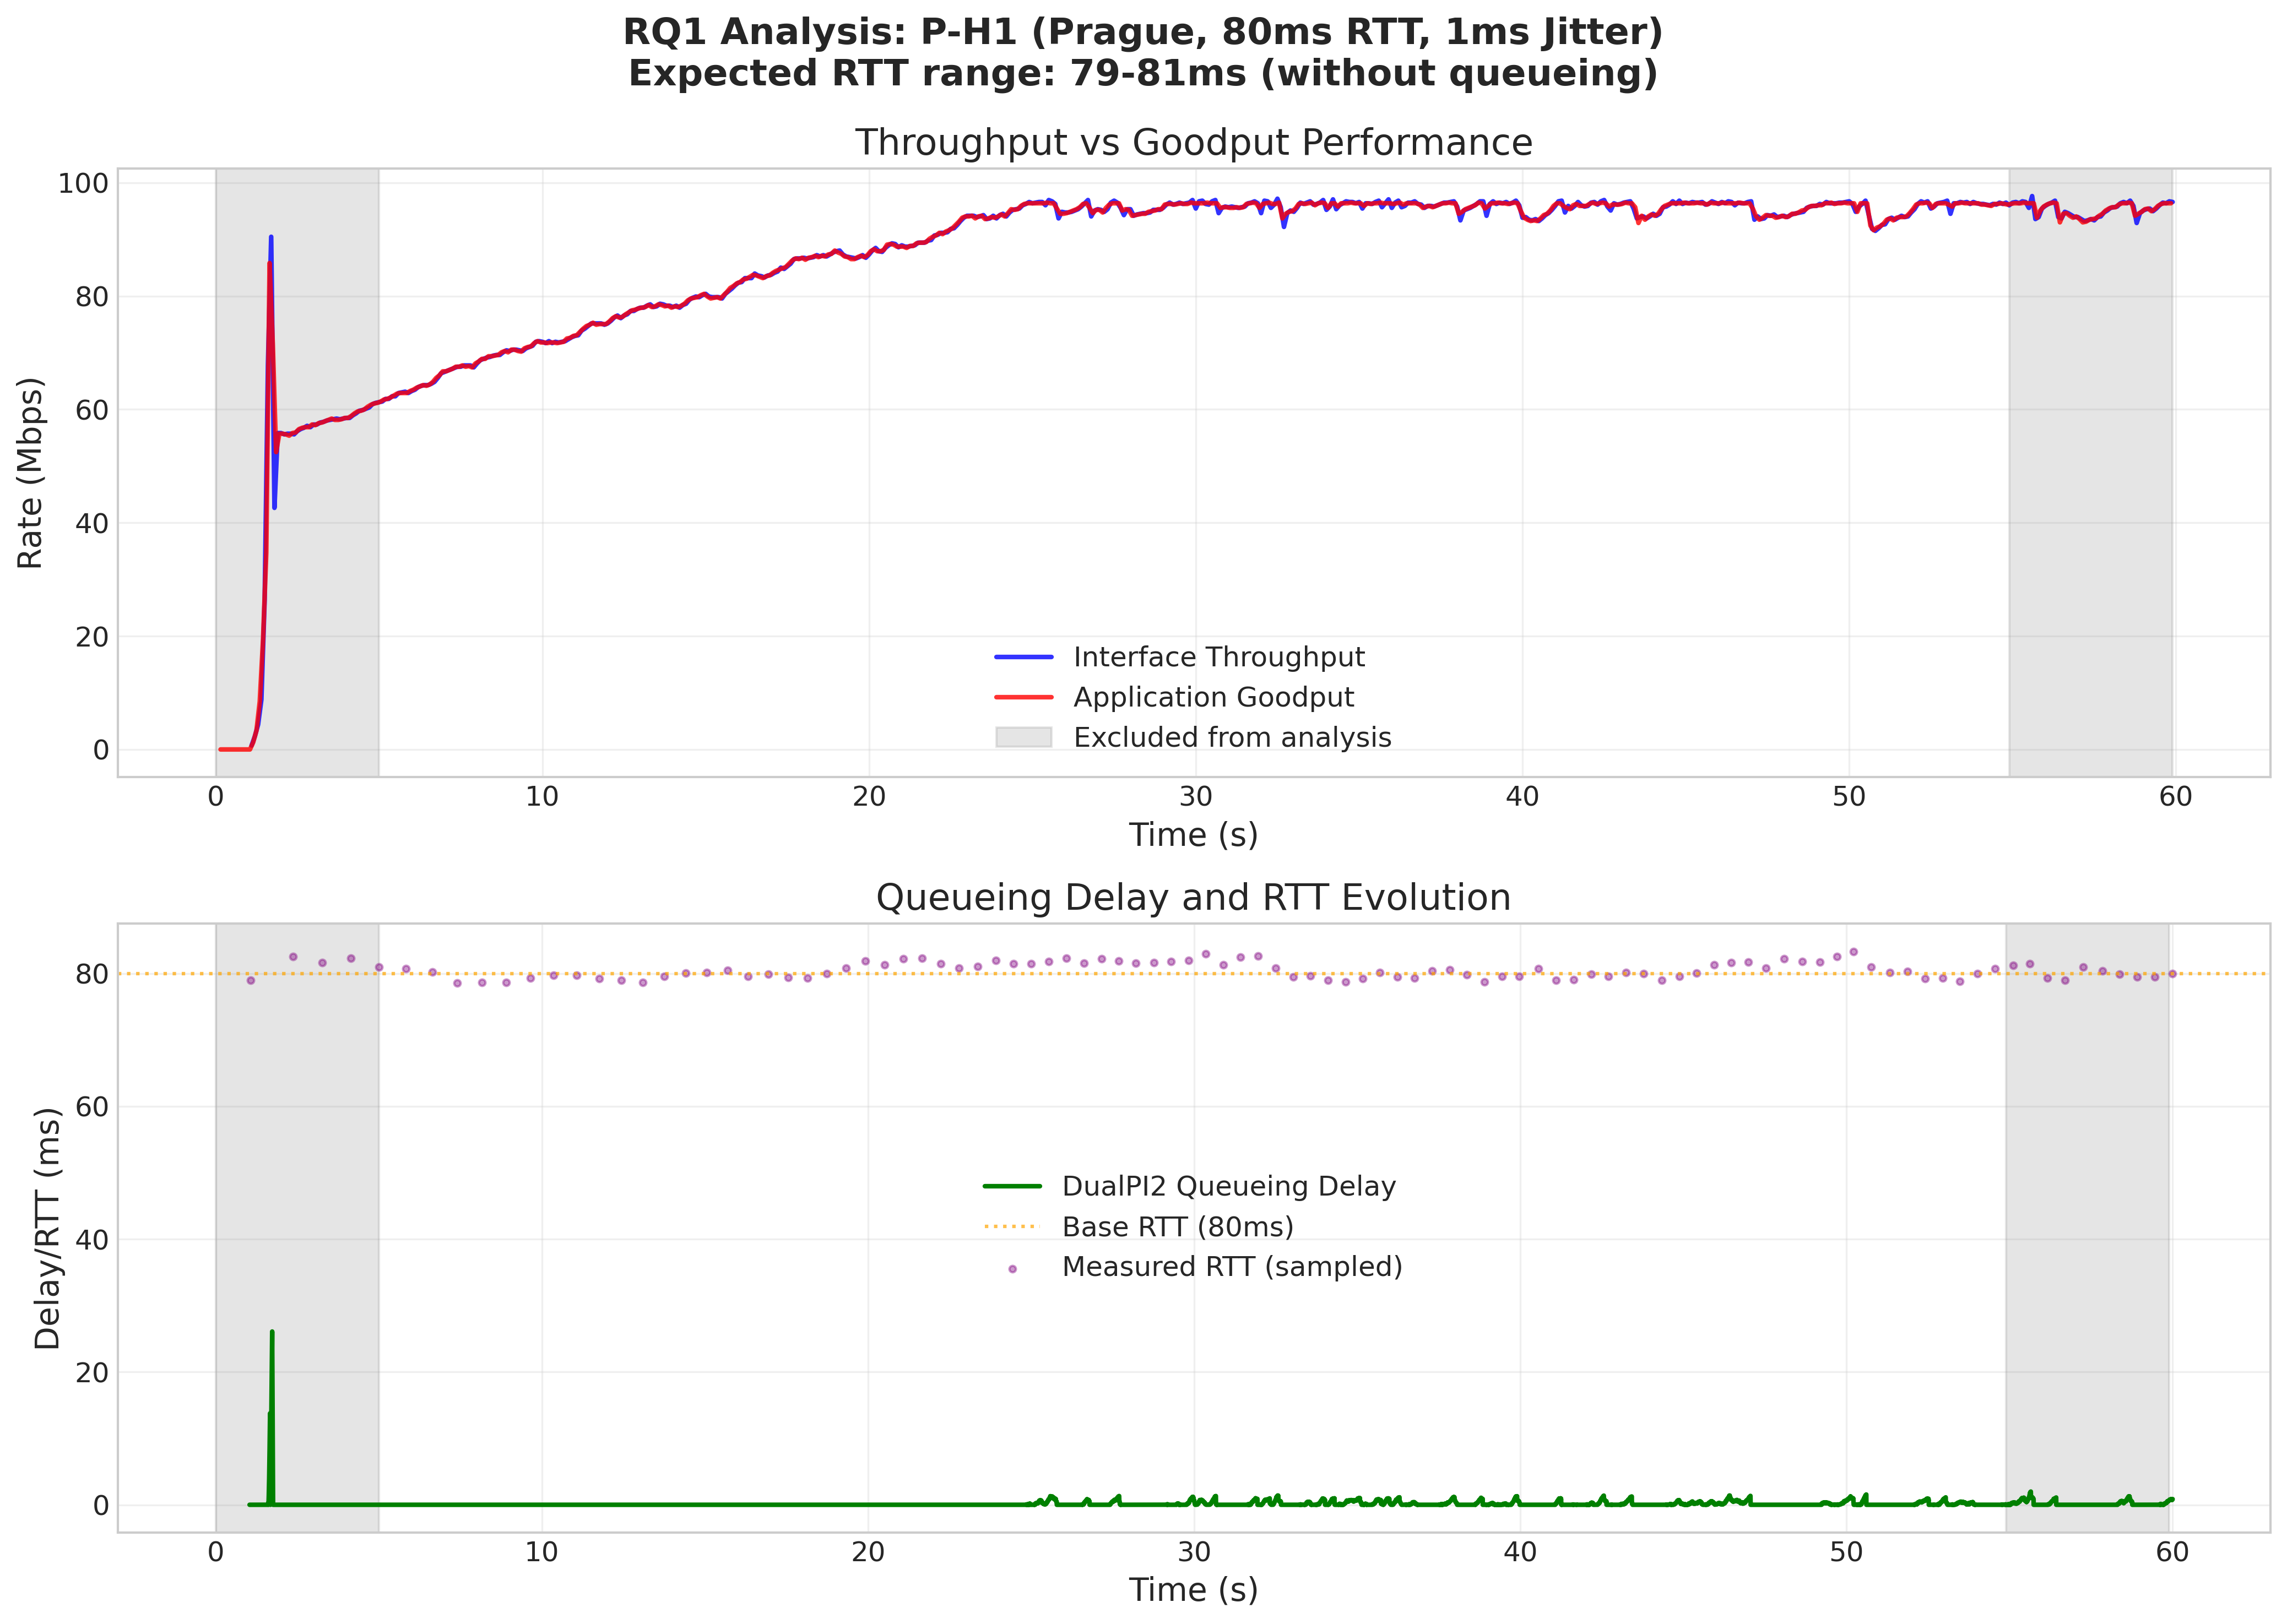 RQ1 Analysis: P-H1 (Prague, 80ms RTT, 1ms Jitter)
Expected RTT range: 79-81ms (without queueing)
Throughput vs Goodput Performance
Rate (Mbps)
100
80
60
40
20
0
Interface Throughput
Application Goodput
Excluded from analysis
0
10
20
30
40
50
60
Time (s)
Queueing Delay and RTT Evolution
Delay/RTT (ms)
80
60
40
20
0
DualPI2 Queueing Delay
Base RTT (80ms)
Measured RTT (sampled)
0
10
20
30
40
50
60
Time (s)